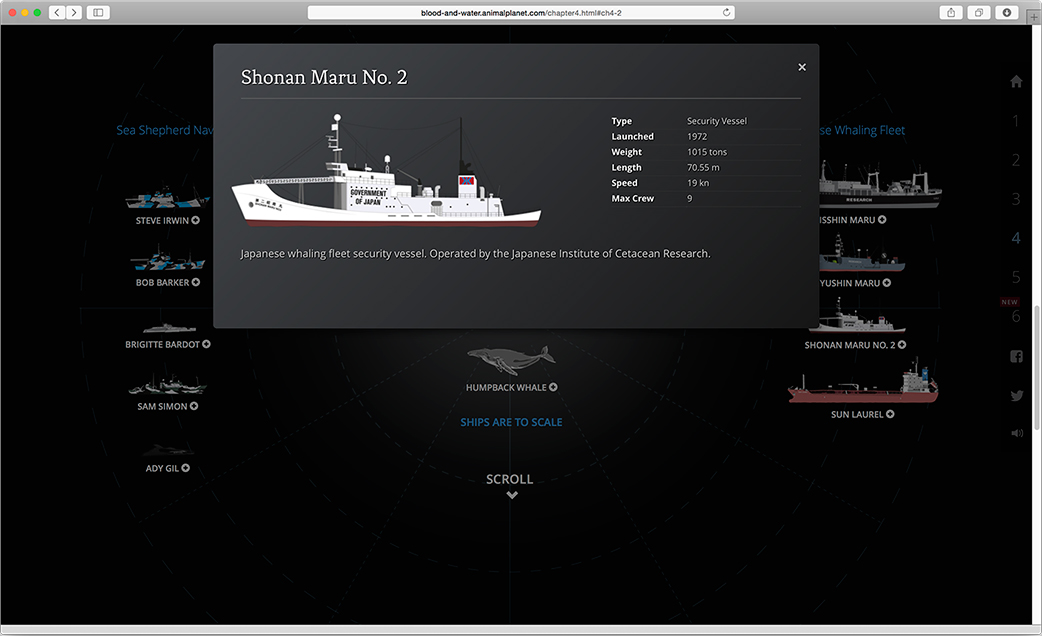 blood-and-water.animalplanet.com/chapter4.html#ch4-2
Shonan Maru No. 2
GOVERNMENT
OF JAPAN
Type Security Vessel
Launched 1972
Weight 1015 tons
Length 70.55 m
Speed 19 kn
Max Crew 9
Japanese whaling fleet security vessel. Operated by the Japanese Institute of Cetacean Research.
Sea Shepherd Nav
STEVE IRWIN
BOB BARKER
BRIGITTE BARDOT
SAM SIMON
ADY GIL
HUMPBACK WHALE
SHIPS ARE TO SCALE
SCROLL
se Whaling Fleet
RESEARCH
ISSHIN MARU
YUSHIN MARU
SHONAN MARU NO. 2
SUN LAUREL
1
2
3
4
5
NEW
6